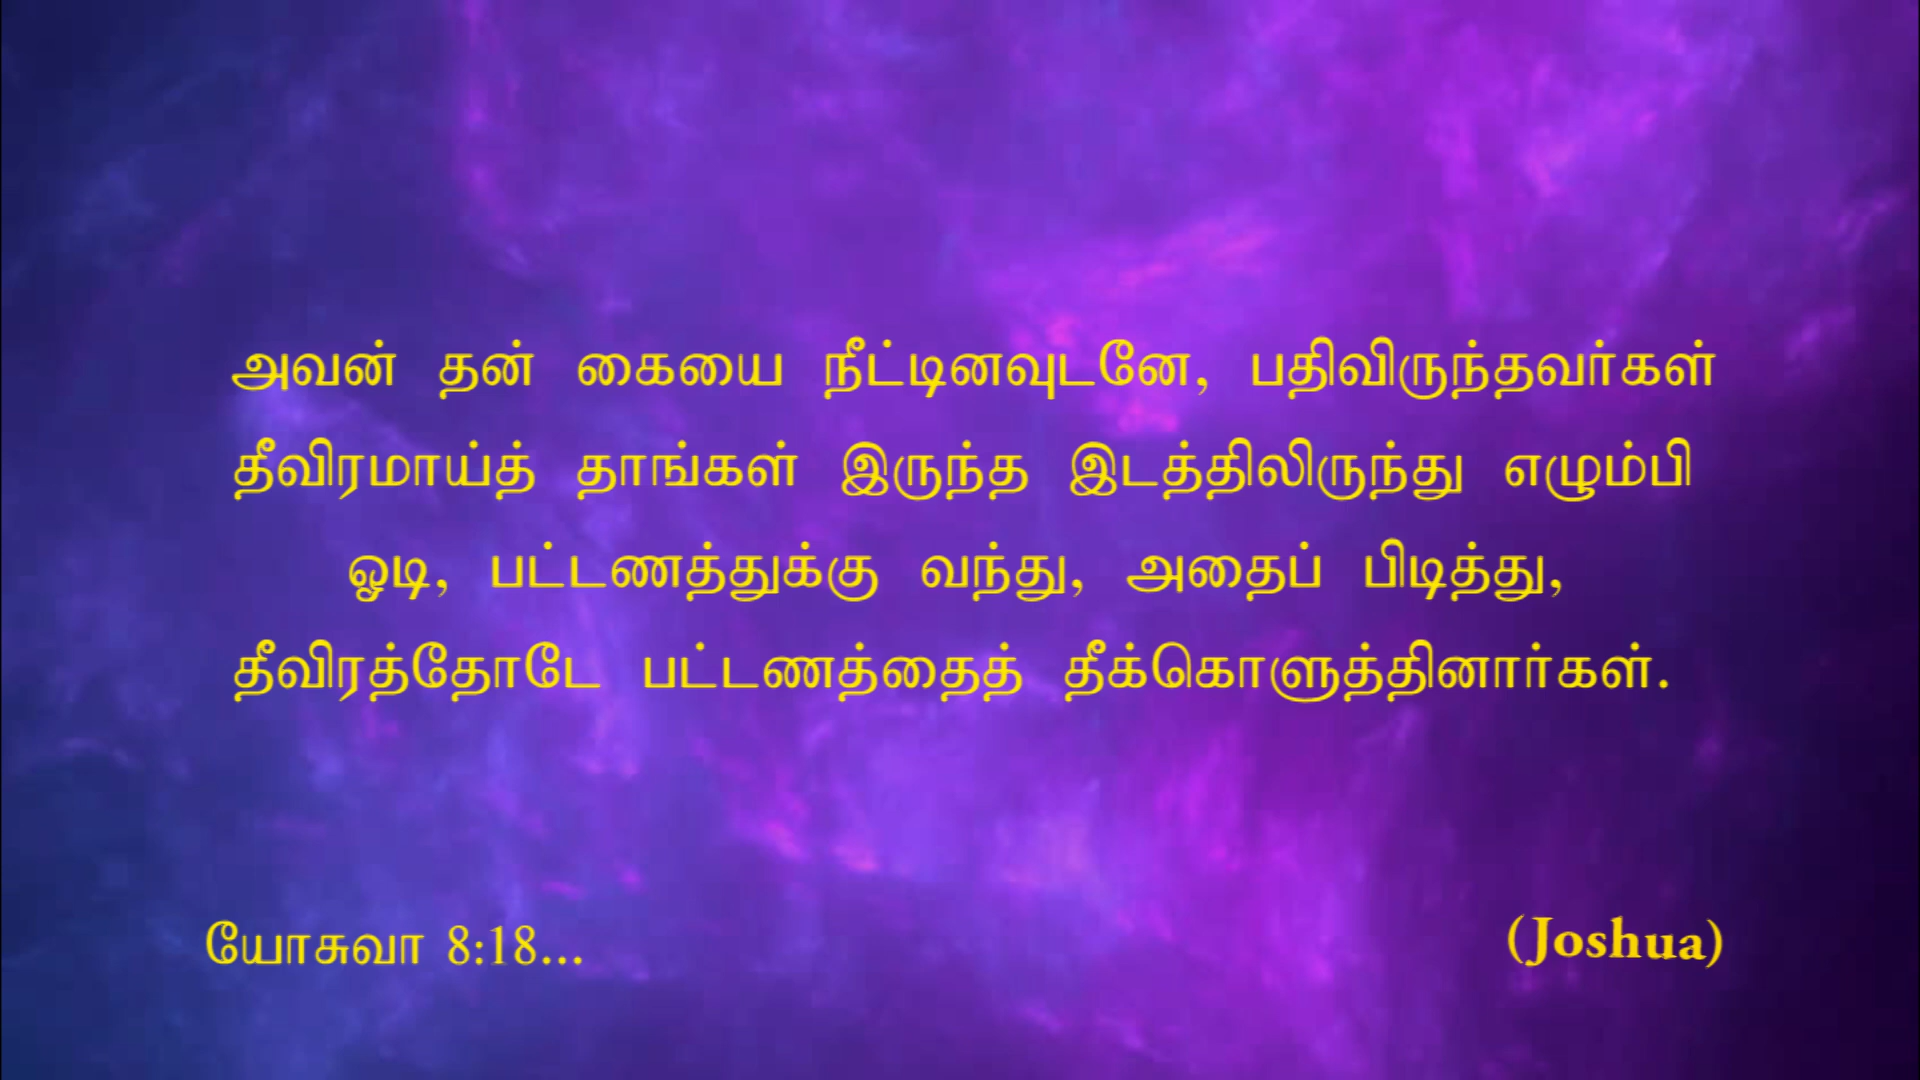 அவன் தன் கையை நீட்டினவுடனே, பதிவிருந்தவர்கள்
தீவிரமாய்த் தாங்கள் இருந்த இடத்திலிருந்து எழும்பி
ஓடி, பட்டணத்துக்கு வந்து, அதைப் பிடித்து,
தீவிரத்தோடே பட்டணத்தைத் தீக்கொளுத்தினார்கள்.
யோசுவா 8:18... (Joshua)